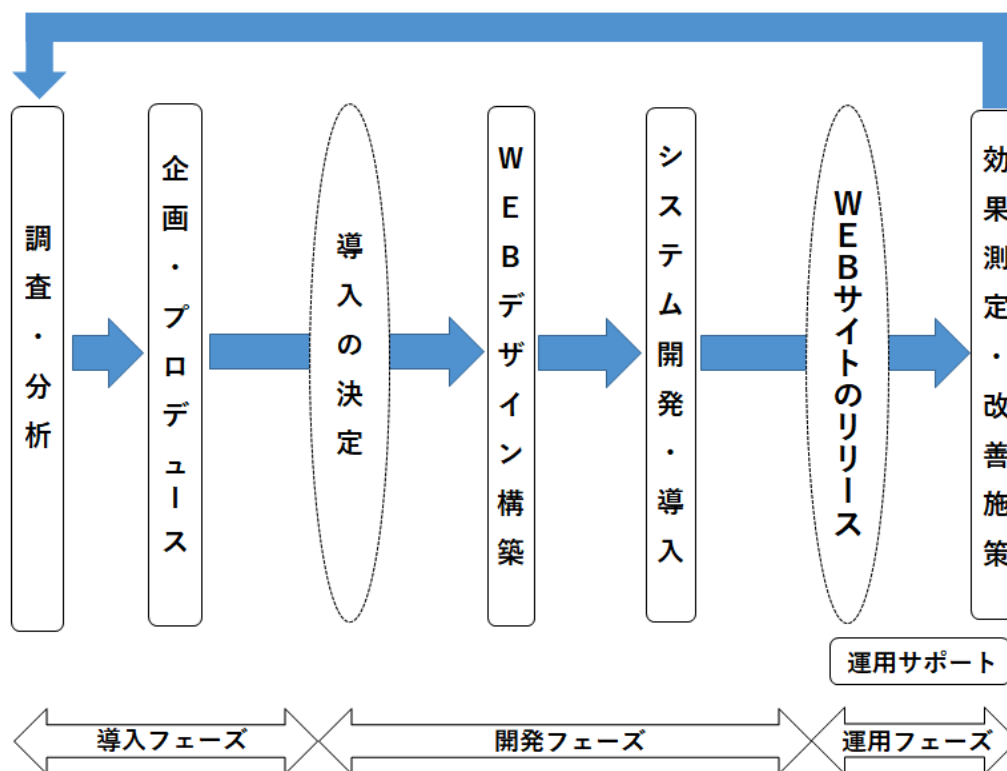 調査・分析
企画・プロデュース
導入の決定
WEBデザイン構築
システム開発・導入
WEBサイトのリリース
効果測定・改善施策
運用サポート
導入フェーズ
開発フェーズ
運用フェーズ